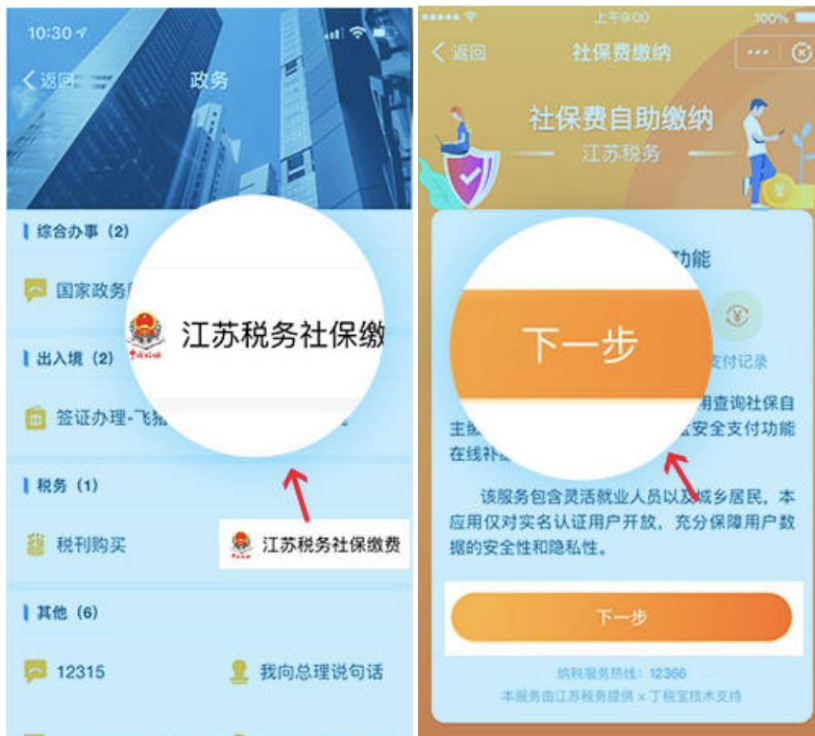 10:30
返回
政务
综合办事（2）
国家政务
江苏税务社保缴
出入境（2）
签证办理-飞猪
税务（1）
税刊购买
江苏税务社保缴费
其他（6）
12315
我向总理说句话
上午9:00
100%
返回
社保费缴纳
社保费自助缴纳
江苏税务
功能
下一步
支付记录
用查询社保自
主缴
安全支付功能
在线补
该服务包含灵活就业人员以及城乡居民，本
应用仅对实名认证用户开放，充分保障用户数
据的安全性和隐私性。
下一步
纳税服务热线：12366
本服务由江苏税务提供 x 丁税宝技术支持